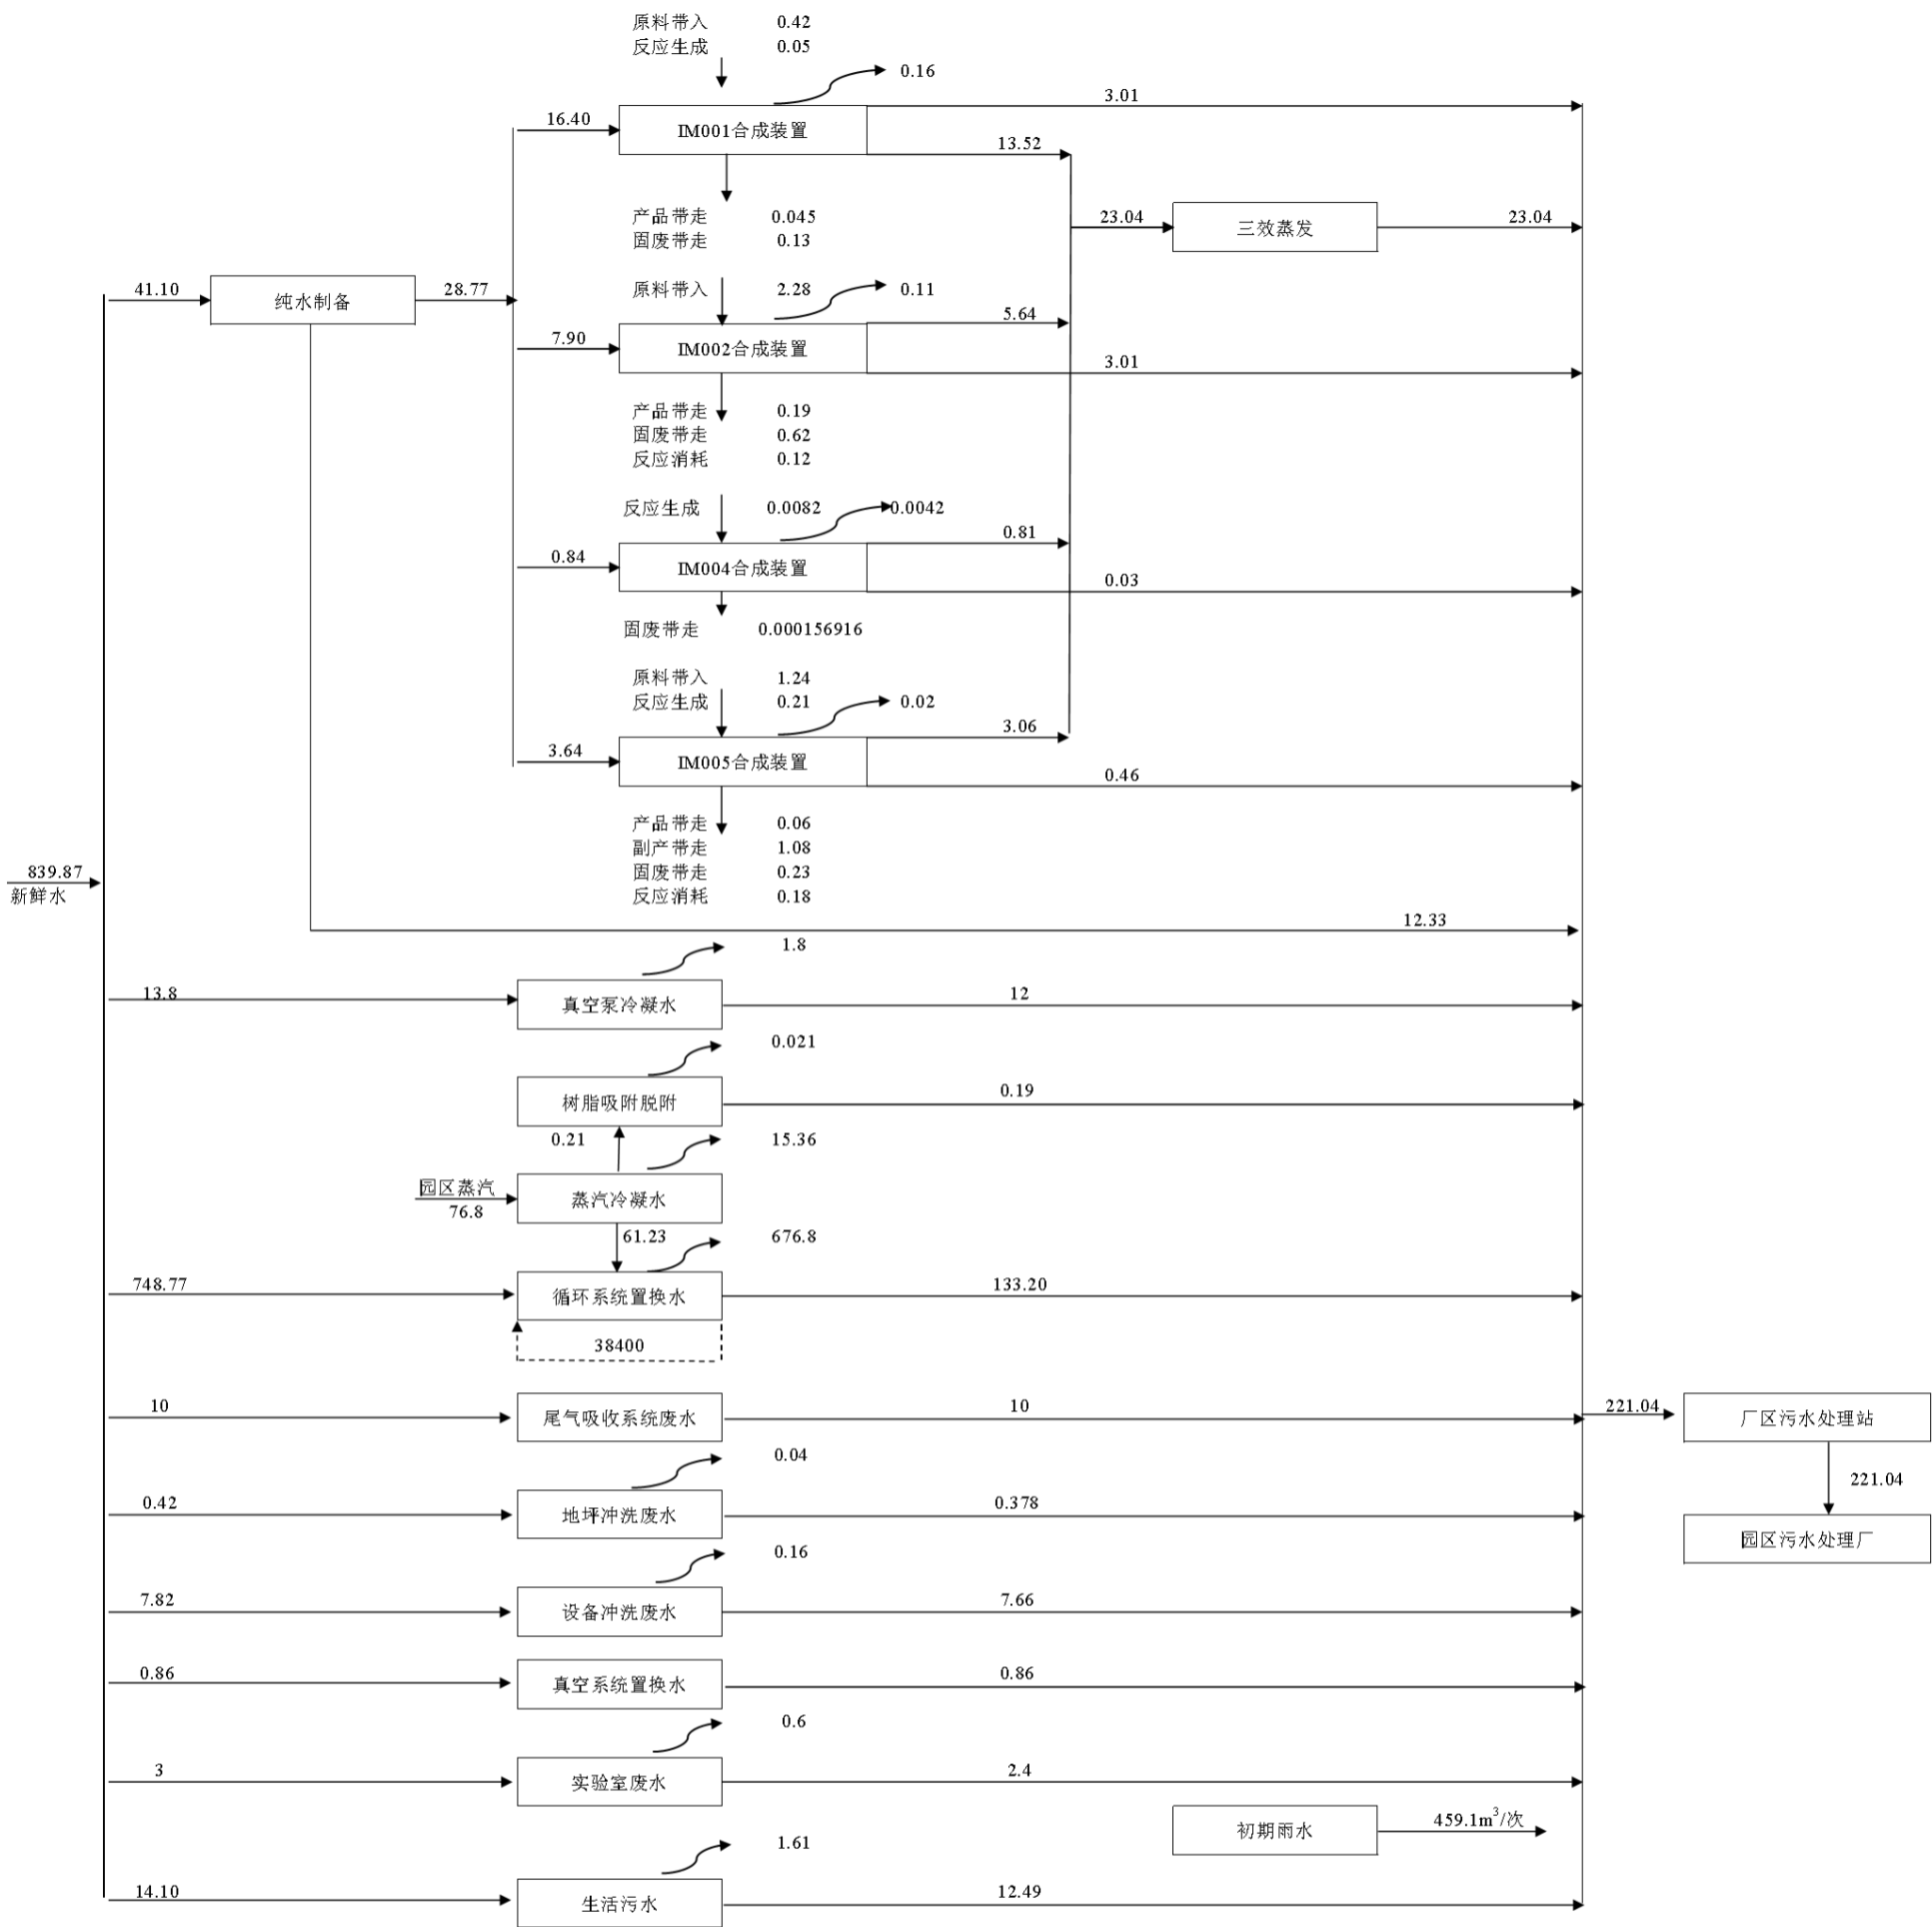 原料带入 0.42
反应生成 0.05
0.16
3.01
16.40
IM001合成装置
13.52
产品带走 0.045
固废带走 0.13
23.04
三效蒸发
23.04
41.10
纯水制备
28.77
原料带入 2.28
0.11
5.64
7.90
IM002合成装置
3.01
产品带走 0.19
固废带走 0.62
反应消耗 0.12
反应生成 0.0082
0.0042
0.81
0.84
IM004合成装置
0.03
固废带走 0.000156916
原料带入 1.24
反应生成 0.21
0.02
3.06
3.64
IM005合成装置
0.46
产品带走 0.06
副产带走 1.08
固废带走 0.23
反应消耗 0.18
839.87
新鲜水
12.33
1.8
13.8
真空泵冷凝水
12
0.021
树脂吸附脱附
0.19
0.21
15.36
园区蒸汽
76.8
蒸汽冷凝水
61.23
676.8
748.77
循环系统置换水
133.20
38400
10
尾气吸收系统废水
10
221.04
厂区污水处理站
0.04
221.04
0.42
地坪冲洗废水
0.378
园区污水处理厂
0.16
7.82
设备冲洗废水
7.66
0.86
真空系统置换水
0.86
0.6
3
实验室废水
2.4
初期雨水
459.1m³/次
1.61
14.10
生活污水
12.49